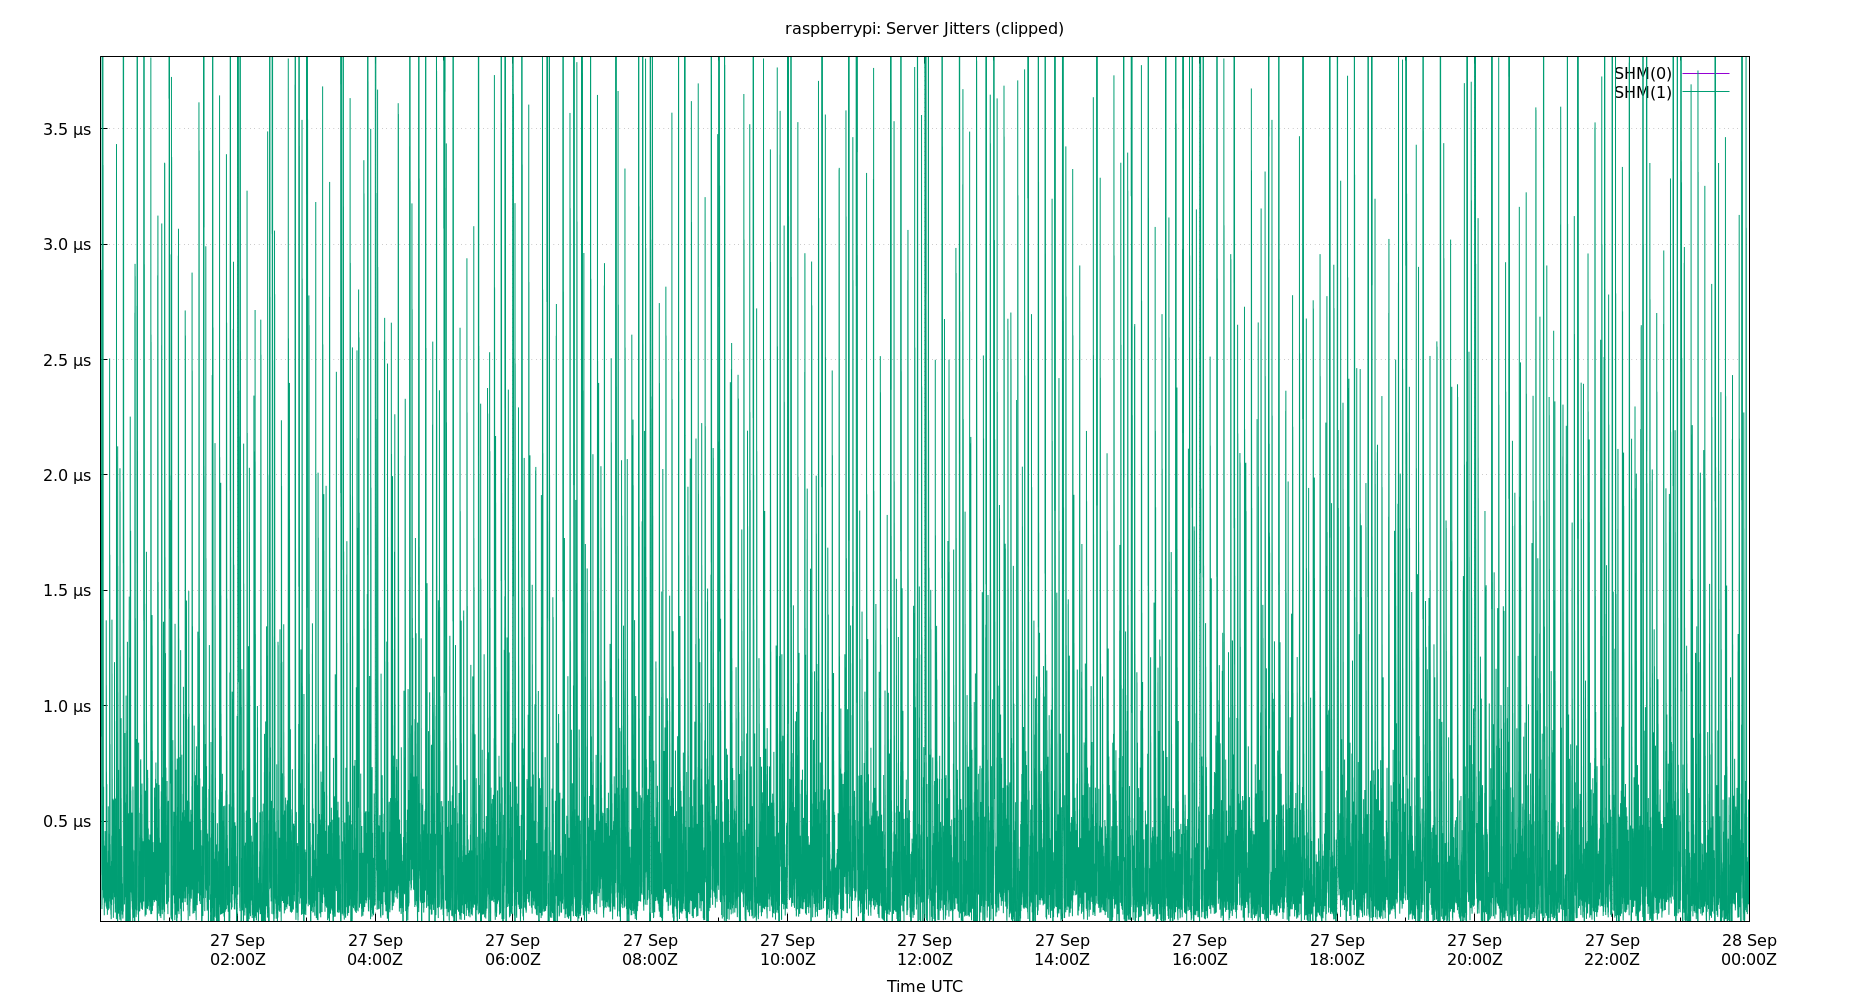 raspberrypi: Server Jitters (clipped)
SHM(0)
SHM(1)
3.5 µs
3.0 µs
2.5 µs
2.0 µs
1.5 µs
1.0 µs
0.5 µs
27 Sep 27 Sep 27 Sep 27 Sep 27 Sep 27 Sep 27 Sep 27 Sep 27 Sep 27 Sep 27 Sep 28 Sep
02:00Z 04:00Z 06:00Z 08:00Z 10:00Z 12:00Z 14:00Z 16:00Z 18:00Z 20:00Z 22:00Z 00:00Z
Time UTC